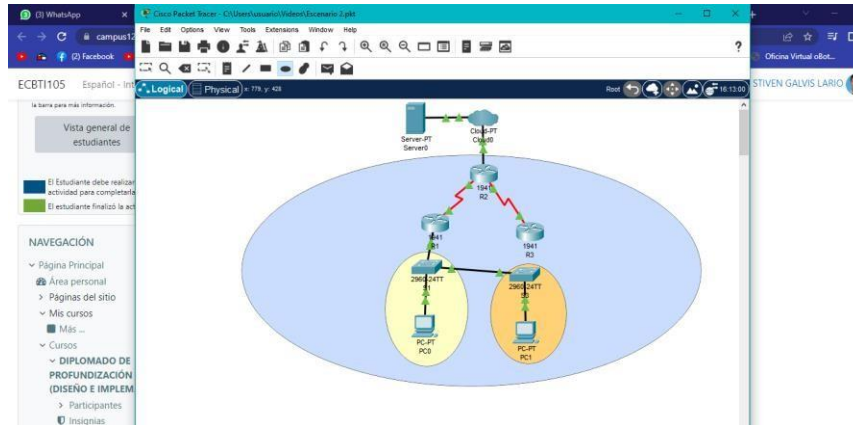 (3) WhatsApp
Cisco Packet Tracer - C:\Users\usuario\Videos\Escenario 2.pkt
campus12
File Edit Options View Tools Extensions Window Help
(2) Facebook
Oficina Virtual oBot...
ECBTI105 Español - Int
STIVEN GALVIS LARIO
Logical
Physical
x: 779, y: 428
Root
16:13:00
la barra para más información.
Vista general de
estudiantes
El Estudiante debe realizar
actividad para completarla
El estudiante finalizó la act
NAVEGACIÓN
Página Principal
Área personal
Páginas del sitio
Mis cursos
Más ...
Cursos
DIPLOMADO DE
PROFUNDIZACIÓN
(DISEÑO E IMPLEM
Participantes
Insignias
Server-PT
Server0
Cloud-PT
Cloud0
1941
R2
1941
R1
1941
R3
2960-24TT
S1
2960-24TT
S3
PC-PT
PC0
PC-PT
PC1